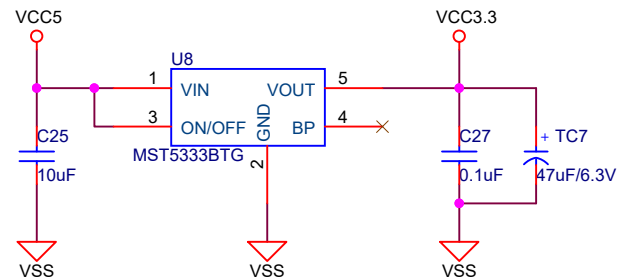 VCC5
VCC3.3
U8
1
VIN
VOUT
5
3
ON/OFF
GND
BP
4
MST5333BTG
2
C25
10uF
C27
0.1uF
+ TC7
47uF/6.3V
VSS
VSS
VSS